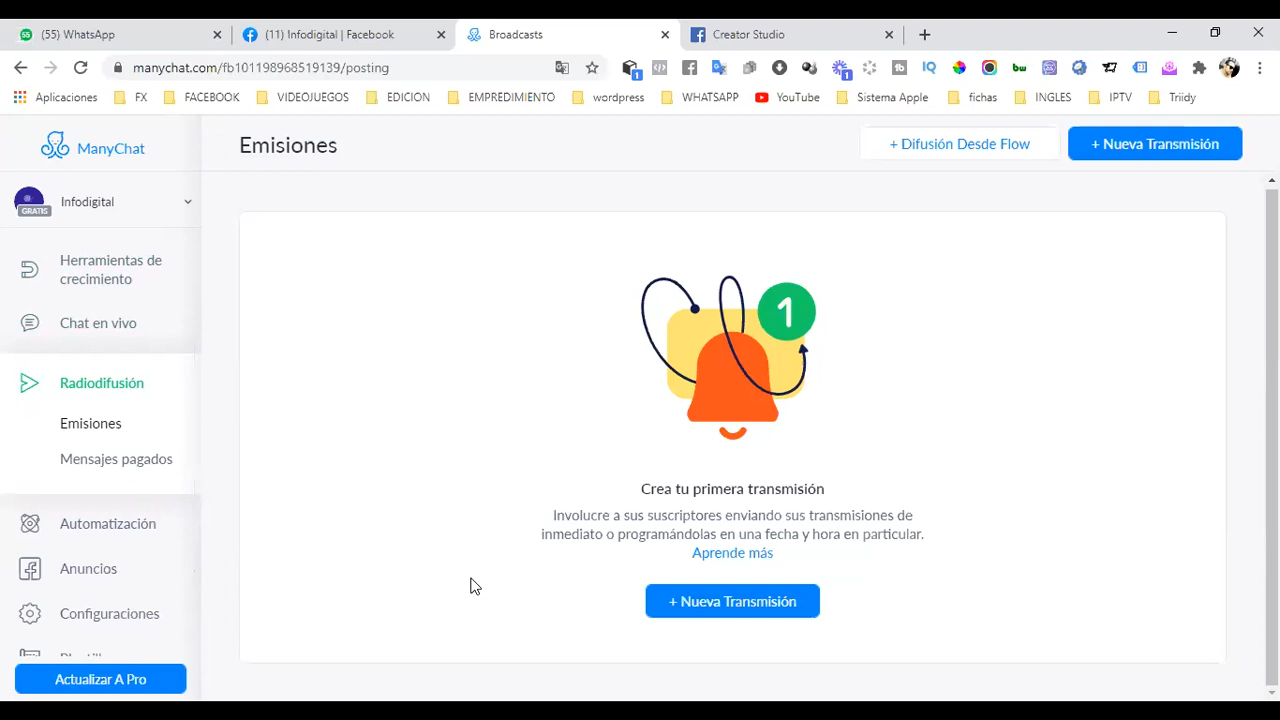 (55) WhatsApp
(11) Infodigital | Facebook
Broadcasts
Creator Studio
manychat.com/fb101198968519139/posting
Aplicaciones
FX
FACEBOOK
VIDEOJUEGOS
EDICION
EMPREDIMIENTO
wordpress
WHATSAPP
YouTube
Sistema Apple
fichas
INGLES
IPTV
Triidy
ManyChat
Emisiones
+ Difusión Desde Flow
+ Nueva Transmisión
Infodigital
GRATIS
Herramientas de
crecimiento
Chat en vivo
Radiodifusión
Emisiones
Mensajes pagados
Automatización
Anuncios
Configuraciones
Actualizar A Pro
1
Crea tu primera transmisión
Involucre a sus suscriptores enviando sus transmisiones de
inmediato o programándolas en una fecha y hora en particular.
Aprende más
+ Nueva Transmisión